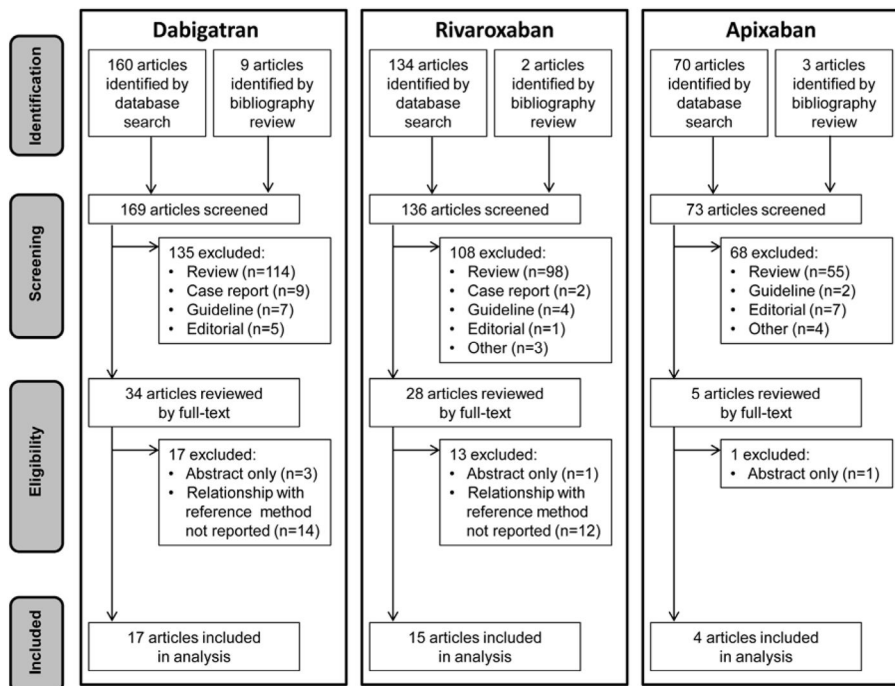 Dabigatran
160 articles
identified by
database
search
9 articles
identified by
bibliography
review
169 articles screened
135 excluded:
• Review (n=114)
• Case report (n=9)
• Guideline (n=7)
• Editorial (n=5)
34 articles reviewed
by full-text
17 excluded:
• Abstract only (n=3)
• Relationship with
reference method
not reported (n=14)
17 articles included
in analysis
Rivaroxaban
134 articles
identified by
database
search
2 articles
identified by
bibliography
review
136 articles screened
108 excluded:
• Review (n=98)
• Case report (n=2)
• Guideline (n=4)
• Editorial (n=1)
• Other (n=3)
28 articles reviewed
by full-text
13 excluded:
• Abstract only (n=1)
• Relationship with
reference method
not reported (n=12)
15 articles included
in analysis
Apixaban
70 articles
identified by
database
search
3 articles
identified by
bibliography
review
73 articles screened
68 excluded:
• Review (n=55)
• Guideline (n=2)
• Editorial (n=7)
• Other (n=4)
5 articles reviewed
by full-text
1 excluded:
• Abstract only (n=1)
4 articles included
in analysis
Identification
Screening
Eligibility
Included